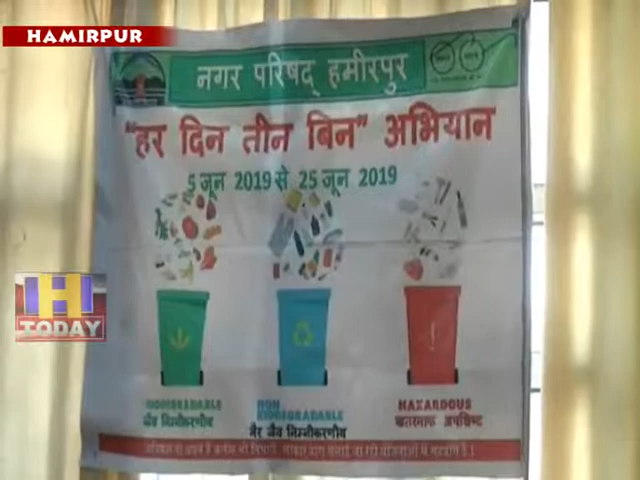 HAMIRPUR
नगर परिषद् हमीरपुर
"हर दिन तीन बिन" अभियान
5 जून 2019 से 25 जून 2019
H
TODAY
BIODEGRADABLE
जैव निम्नीकरणीय
NON BIODEGRADABLE
गैर जैव निम्नीकरणीय
HAZARDOUS
खतरनाक अपशिष्ट